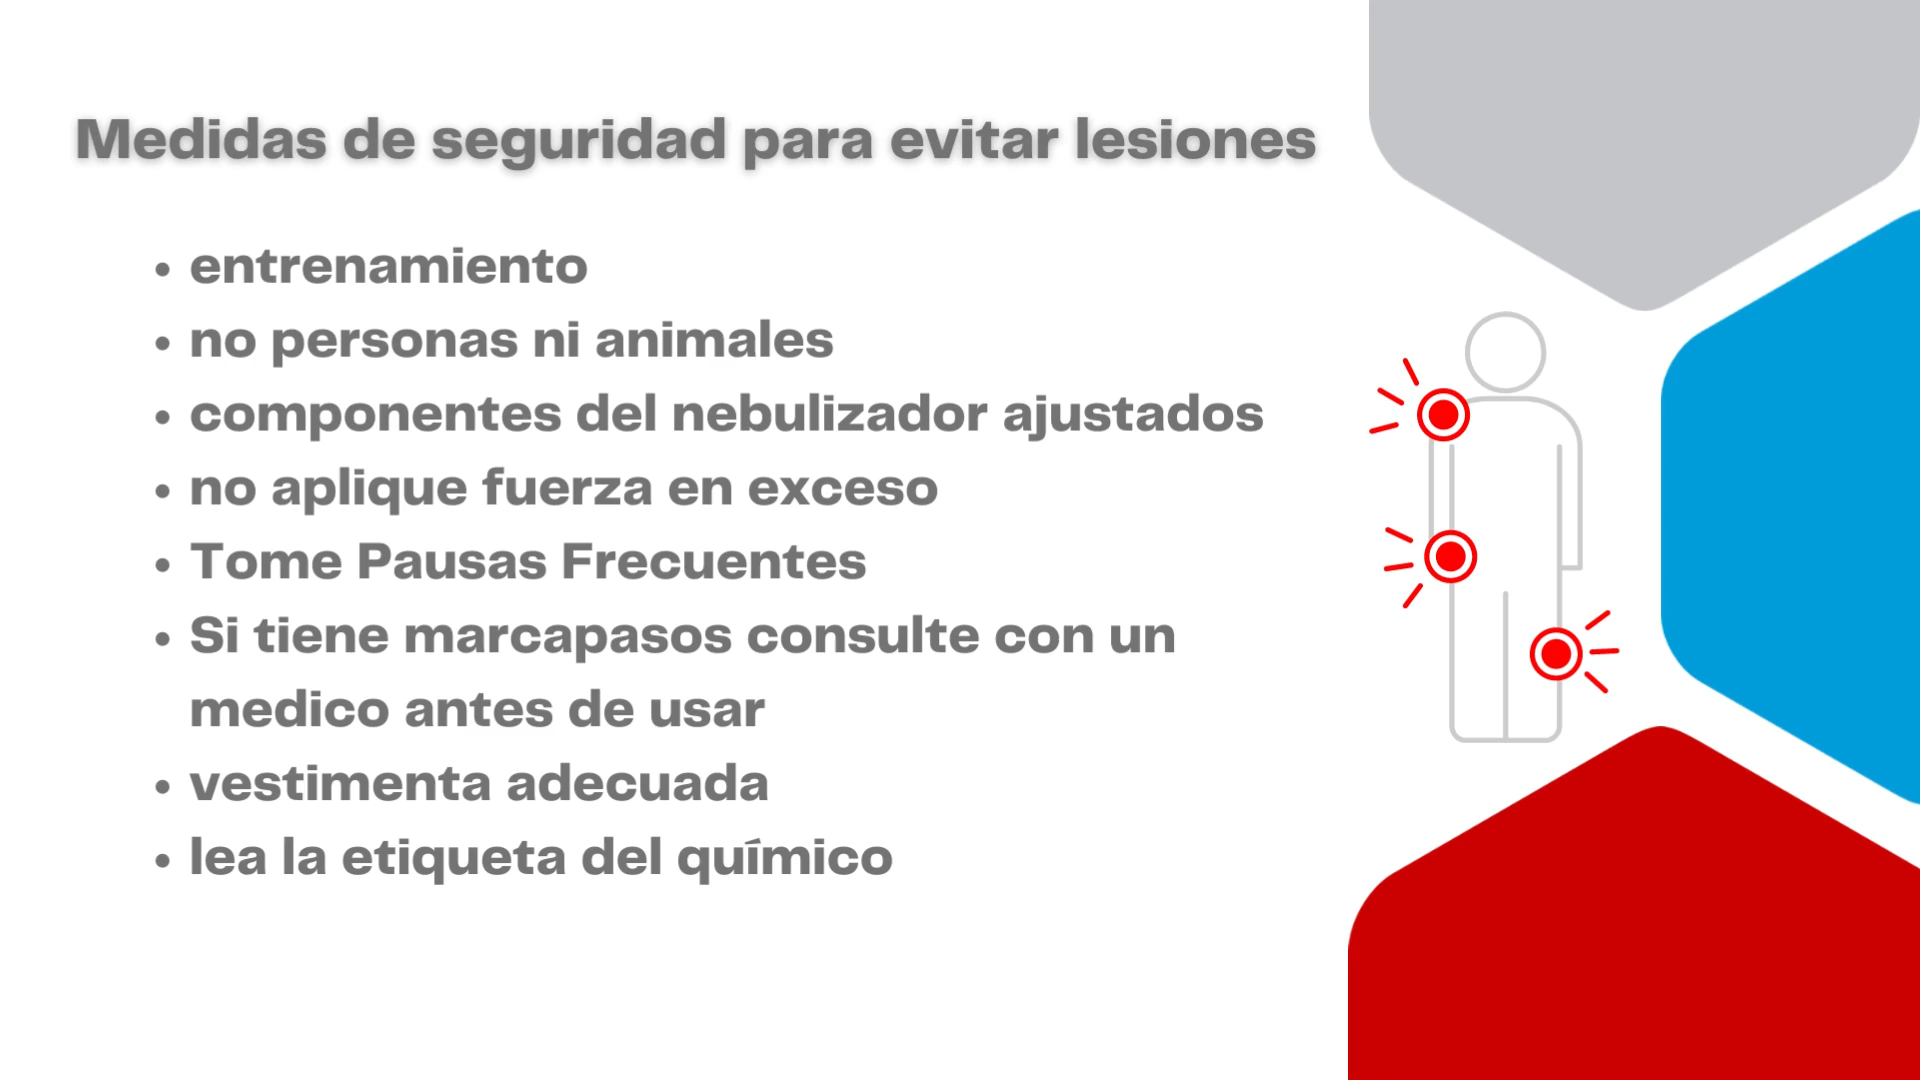 Medidas de seguridad para evitar lesiones
• entrenamiento
• no personas ni animales
• componentes del nebulizador ajustados
• no aplique fuerza en exceso
• Tome Pausas Frecuentes
• Si tiene marcapasos consulte con un
medico antes de usar
• vestimenta adecuada
• lea la etiqueta del químico